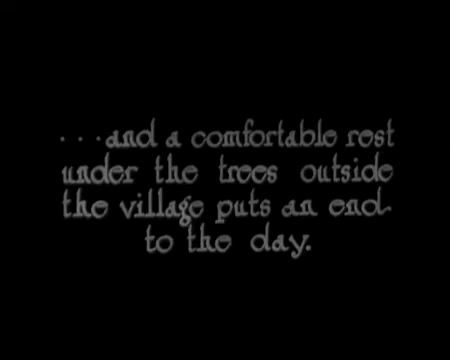 ...and a comfortable rest
under the trees outside
the village puts an end
to the day.